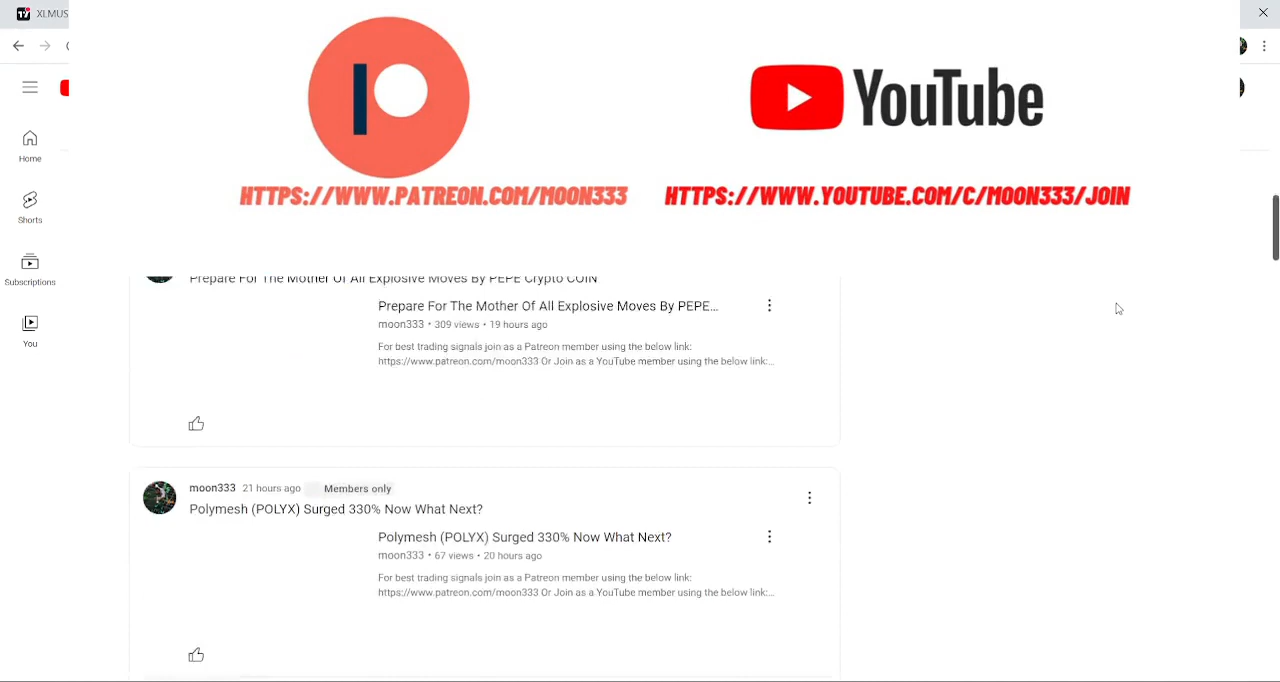 XLMUS
YouTube
HTTPS://WWW.PATREON.COM/MOON333
HTTPS://WWW.YOUTUBE.COM/C/MOON333/JOIN
Home
Shorts
Subscriptions
You
Prepare For The Mother Of All Explosive Moves By PEPE Crypto COIN
Prepare For The Mother Of All Explosive Moves By PEPE...
moon333 • 309 views • 19 hours ago
For best trading signals join as a Patreon member using the below link:
https://www.patreon.com/moon333 Or Join as a YouTube member using the below link:...
moon333 21 hours ago Members only
Polymesh (POLYX) Surged 330% Now What Next?
Polymesh (POLYX) Surged 330% Now What Next?
moon333 • 67 views • 20 hours ago
For best trading signals join as a Patreon member using the below link:
https://www.patreon.com/moon333 Or Join as a YouTube member using the below link:...